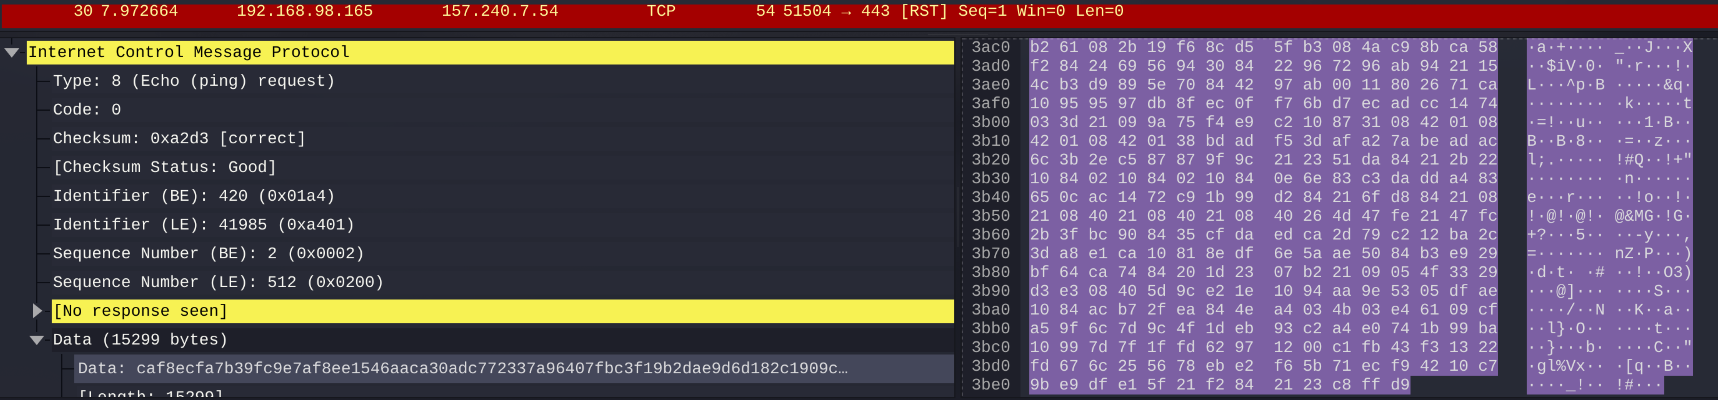 30 7.972664 192.168.98.165 157.240.7.54 TCP 54 51504 → 443 [RST] Seq=1 Win=0 Len=0
Internet Control Message Protocol
Type: 8 (Echo (ping) request)
Code: 0
Checksum: 0xa2d3 [correct]
[Checksum Status: Good]
Identifier (BE): 420 (0x01a4)
Identifier (LE): 41985 (0xa401)
Sequence Number (BE): 2 (0x0002)
Sequence Number (LE): 512 (0x0200)
[No response seen]
Data (15299 bytes)
Data: caf8ecfa7b39fc9e7af8ee1546aaca30adc772337a96407fbc3f19b2dae9d6d182c1909c…
[Length: 15299]
3ac0 b2 61 08 2b 19 f6 8c d5 5f b3 08 4a c9 8b ca 58 ·a·+···· _··J···X
3ad0 f2 84 24 69 56 94 30 84 22 96 72 96 ab 94 21 15 ··$iV·0· "·r···!·
3ae0 4c b3 d9 89 5e 70 84 42 97 ab 00 11 80 26 71 ca L···^p·B ·····&q·
3af0 10 95 95 97 db 8f ec 0f f7 6b d7 ec ad cc 14 74 ········ ·k·····t
3b00 03 3d 21 09 9a 75 f4 e9 c2 10 87 31 08 42 01 08 ·=!··u·· ···1·B··
3b10 42 01 08 42 01 38 bd ad f5 3d af a2 7a be ad ac B··B·8·· ·=··z···
3b20 6c 3b 2e c5 87 87 9f 9c 21 23 51 da 84 21 2b 22 l;.····· !#Q··!+"
3b30 10 84 02 10 84 02 10 84 0e 6e 83 c3 da dd a4 83 ········ ·n······
3b40 65 0c ac 14 72 c9 1b 99 d2 84 21 6f d8 84 21 08 e···r··· ··!o··!·
3b50 21 08 40 21 08 40 21 08 40 26 4d 47 fe 21 47 fc !·@!·@!· @&MG·!G·
3b60 2b 3f bc 90 84 35 cf da ed ca 2d 79 c2 12 ba 2c +?···5·· ··-y···,
3b70 3d a8 e1 ca 10 81 8e df 6e 5a ae 50 84 b3 e9 29 =······· nZ·P···)
3b80 bf 64 ca 74 84 20 1d 23 07 b2 21 09 05 4f 33 29 ·d·t· ·# ··!··O3)
3b90 d3 e3 08 40 5d 9c e2 1e 10 94 aa 9e 53 05 df ae ···@]··· ····S···
3ba0 10 84 ac b7 2f ea 84 4e a4 03 4b 03 e4 61 09 cf ····/··N ··K··a··
3bb0 a5 9f 6c 7d 9c 4f 1d eb 93 c2 a4 e0 74 1b 99 ba ··l}·O·· ····t···
3bc0 10 99 7d 7f 1f fd 62 97 12 00 c1 fb 43 f3 13 22 ··}···b· ····C··"
3bd0 fd 67 6c 25 56 78 eb e2 f6 5b 71 ec f9 42 10 c7 ·gl%Vx·· ·[q··B··
3be0 9b e9 df e1 5f 21 f2 84 21 23 c8 ff d9 ····_!·· !#···